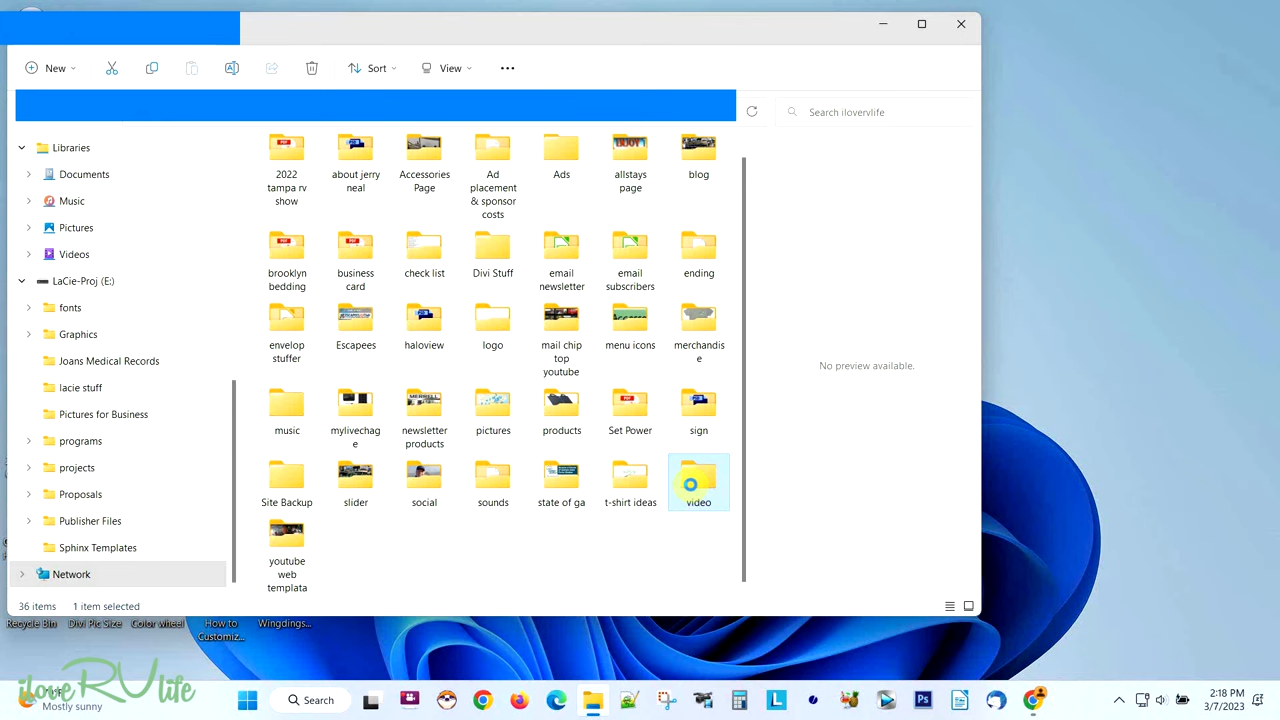 New
Sort
View
Search ilovervlife
Libraries
Documents
Music
Pictures
Videos
LaCie-Proj (E:)
fonts
Graphics
Joans Medical Records
lacie stuff
Pictures for Business
programs
projects
Proposals
Publisher Files
Sphinx Templates
Network
2022
tampa rv
show
about jerry
neal
Accessories
Page
Ad
placement
& sponsor
costs
Ads
allstays
page
blog
brooklyn
bedding
business
card
check list
Divi Stuff
email
newsletter
email
subscribers
ending
envelop
stuffer
Escapees
haloview
logo
mail chip
top
youtube
menu icons
merchandis
e
music
mylivechag
e
newsletter
products
pictures
products
Set Power
sign
Site Backup
slider
social
sounds
state of ga
t-shirt ideas
video
youtube
web
templata
No preview available.
36 items
1 item selected
Recycle Bin
Divi Pic Size
Color wheel
How to
Customiz...
Wingdings...
iloveRVlife
Mostly sunny
Search
2:18 PM
3/7/2023